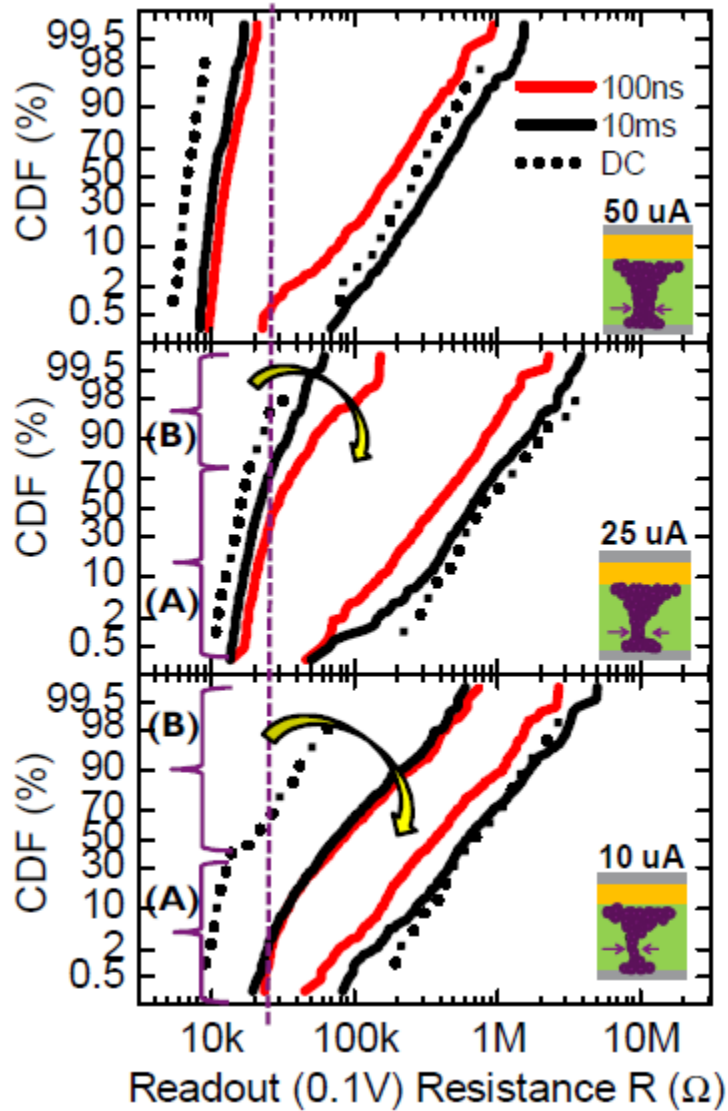 99.5
98
90
70
50
30
10
2
0.5
CDF (%)
100ns
10ms
DC
50 uA
99.5
98
90
70
50
30
10
2
0.5
CDF (%)
(B)
(A)
25 uA
99.5
98
90
70
50
30
10
2
0.5
CDF (%)
(B)
(A)
10 uA
10k 100k 1M 10M
Readout (0.1V) Resistance R (Ω)